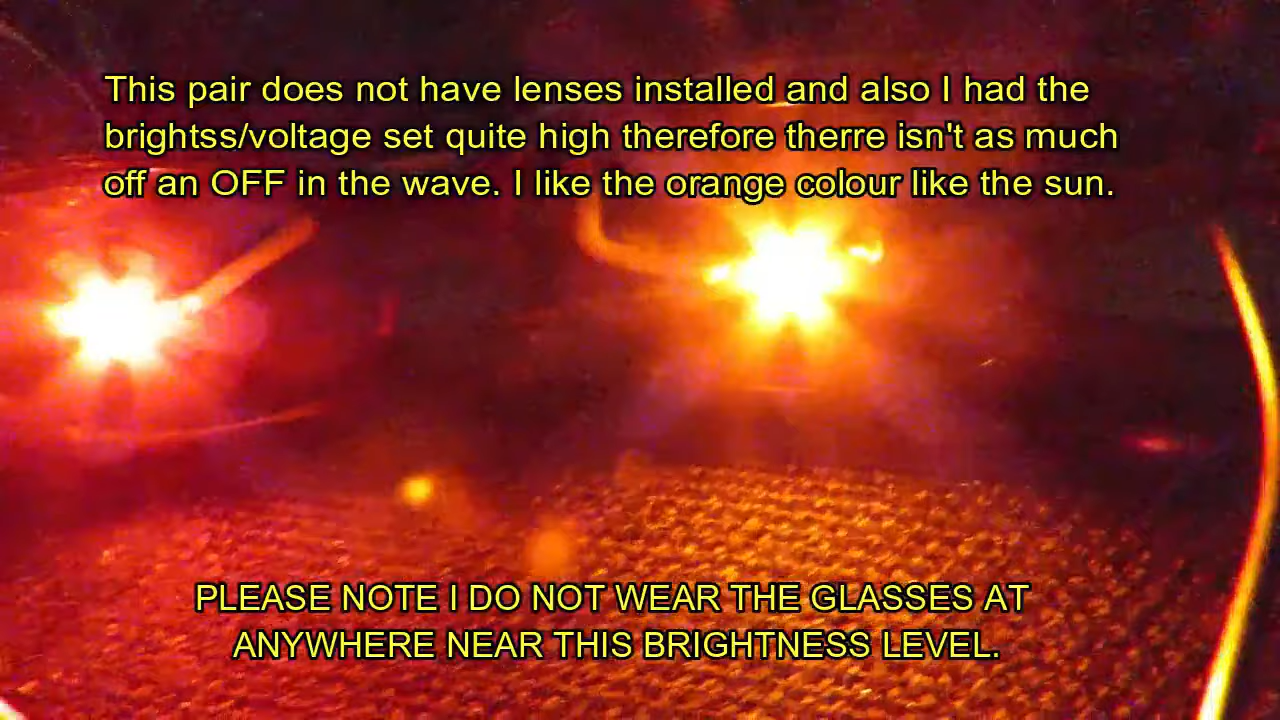 This pair does not have lenses installed and also I had the
brightss/voltage set quite high therefore therre isn't as much
off an OFF in the wave. I like the orange colour like the sun.
PLEASE NOTE I DO NOT WEAR THE GLASSES AT
ANYWHERE NEAR THIS BRIGHTNESS LEVEL.